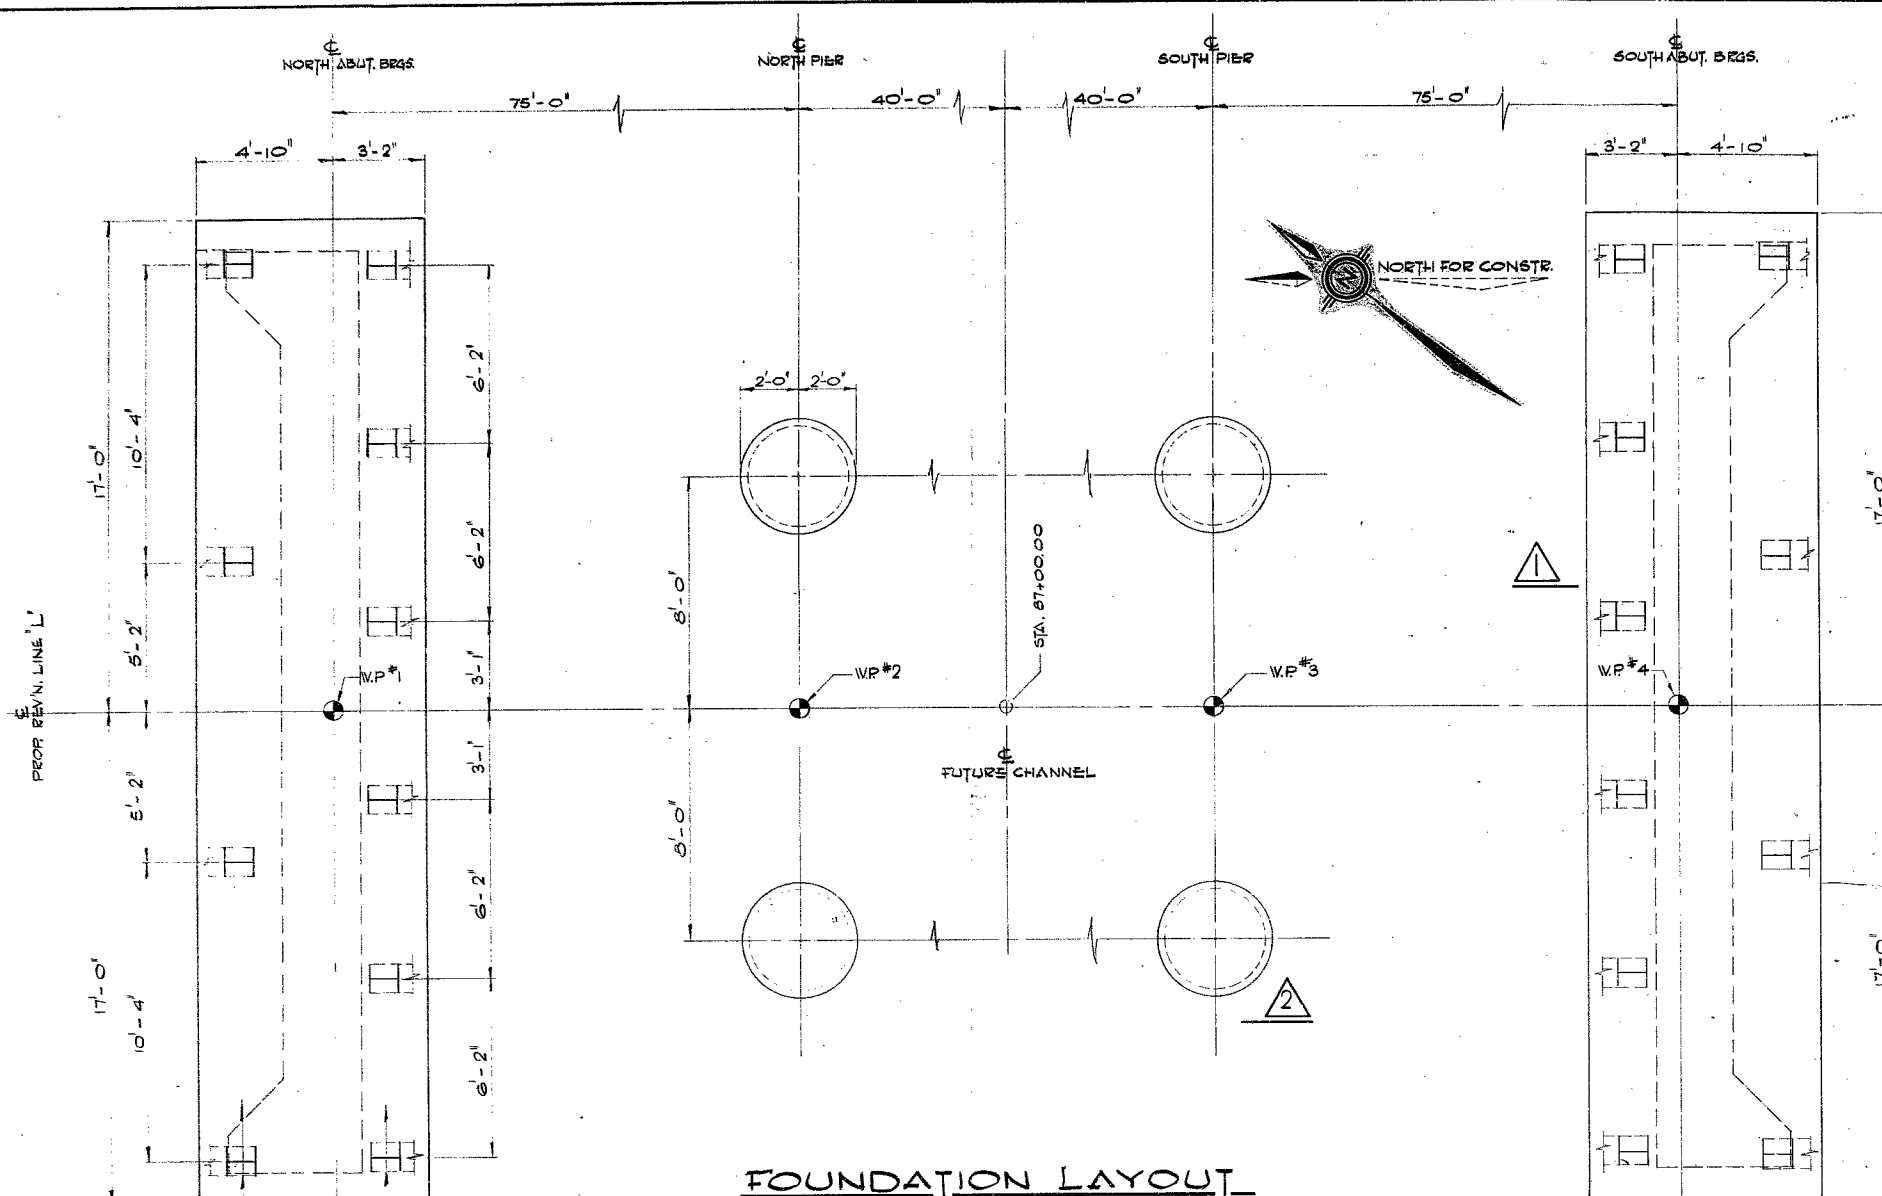 ℄ ℄ ℄ ℄
NORTH ABUT. BRGS. NORTH PIER SOUTH PIER SOUTH ABUT. BRGS.
75'-0" 40'-0" 40'-0" 75'-0"
4'-10" 3'-2" 3'-2" 4'-10"
NORTH FOR CONSTR.
N
6'-2"
2'-0" 2'-0"
10'-4"
17'-0"
17'-0"
6'-2"
STA. 87+00.00
1
8'-0"
5'-2"
3'-1"
W.P. #1
W.P. #2
W.P. #3
W.P. #4
℄
PROP. REV'N. LINE "L"
3'-1"
℄
FUTURE CHANNEL
5'-2"
8'-0"
6'-2"
17'-0"
17'-0"
2
10'-4"
6'-2"
FOUNDATION LAYOUT